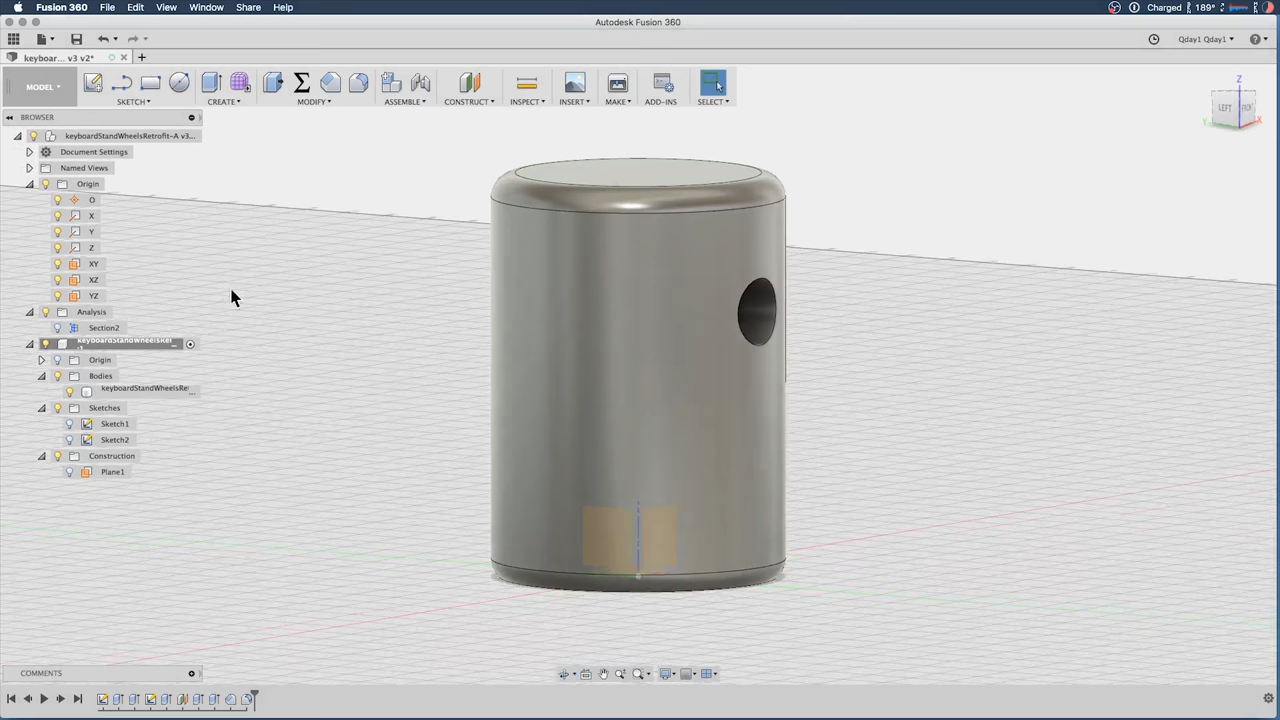 Fusion 360 File Edit View Window Share Help Charged 189°
Autodesk Fusion 360
Qday1 Qday1
keyboar... v3 v2*
MODEL
SKETCH CREATE MODIFY ASSEMBLE CONSTRUCT INSPECT INSERT MAKE ADD-INS SELECT
BROWSER
keyboardStandWheelsRetrofit-A v3...
Document Settings
Named Views
Origin
O
X
Y
Z
XY
XZ
YZ
Analysis
Section2
Origin
Bodies
keyboardStandWheelsRe...
Sketches
Sketch1
Sketch2
Construction
Plane1
Z
LEFT
Y
X
COMMENTS